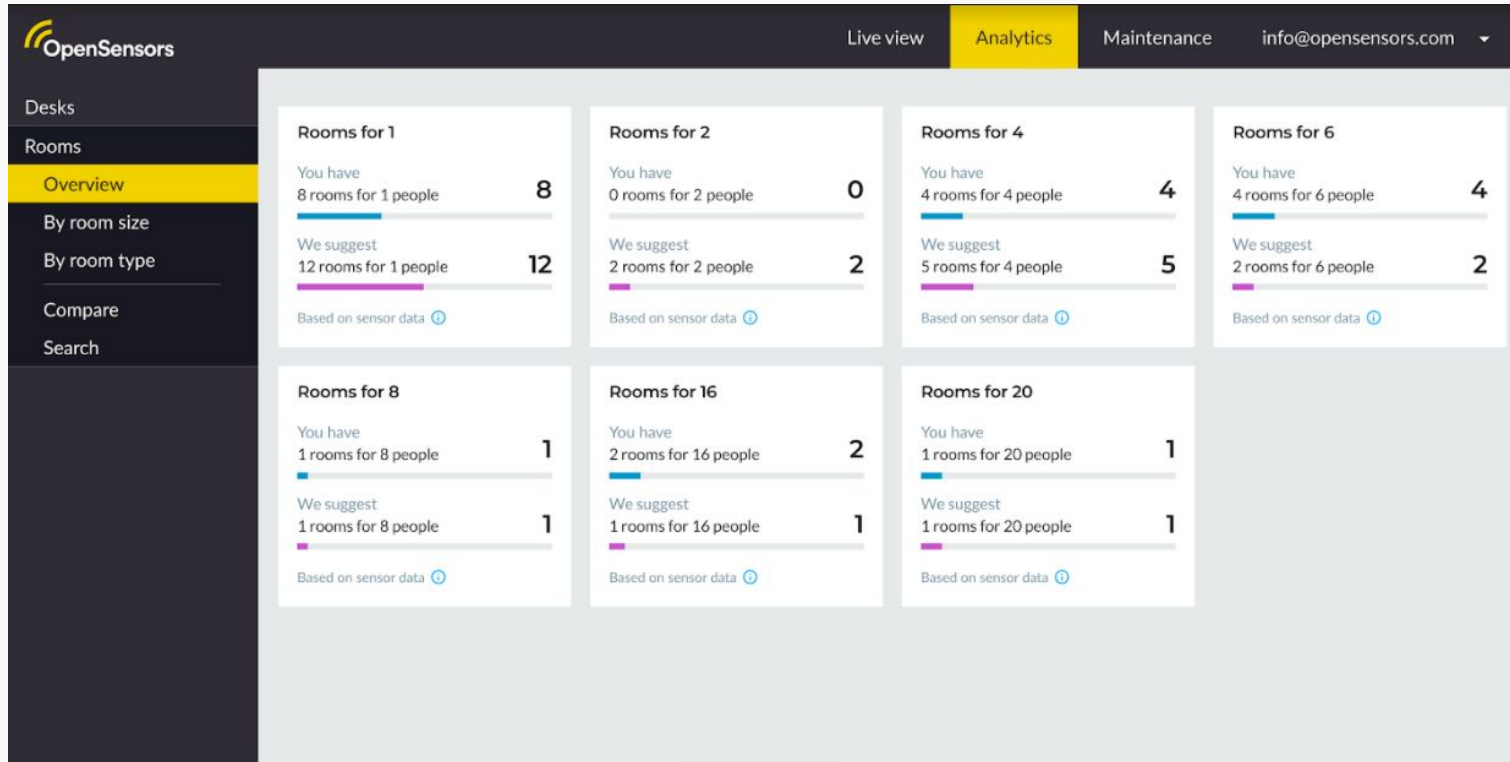 OpenSensors
Live view
Analytics
Maintenance
info@opensensors.com
Desks
Rooms
Overview
By room size
By room type
Compare
Search
Rooms for 1
You have
8 rooms for 1 people
8
We suggest
12 rooms for 1 people
12
Based on sensor data
Rooms for 2
You have
0 rooms for 2 people
0
We suggest
2 rooms for 2 people
2
Based on sensor data
Rooms for 4
You have
4 rooms for 4 people
4
We suggest
5 rooms for 4 people
5
Based on sensor data
Rooms for 6
You have
4 rooms for 6 people
4
We suggest
2 rooms for 6 people
2
Based on sensor data
Rooms for 8
You have
1 rooms for 8 people
1
We suggest
1 rooms for 8 people
1
Based on sensor data
Rooms for 16
You have
2 rooms for 16 people
2
We suggest
1 rooms for 16 people
1
Based on sensor data
Rooms for 20
You have
1 rooms for 20 people
1
We suggest
1 rooms for 20 people
1
Based on sensor data